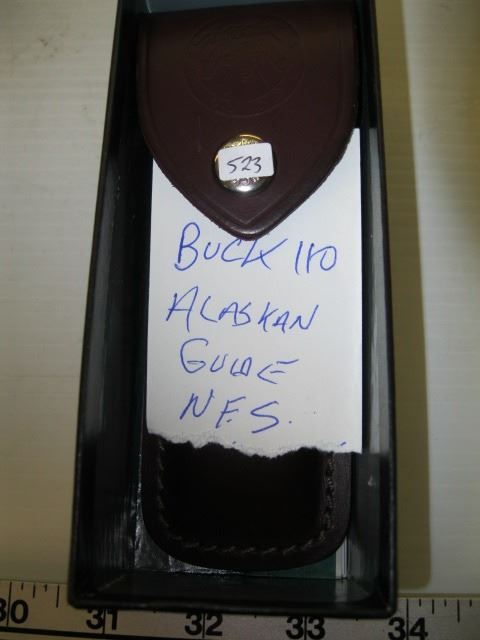 523
BUCK 110
ALASKAN
GUIDE
N.F.S.
30 31 32 33 34